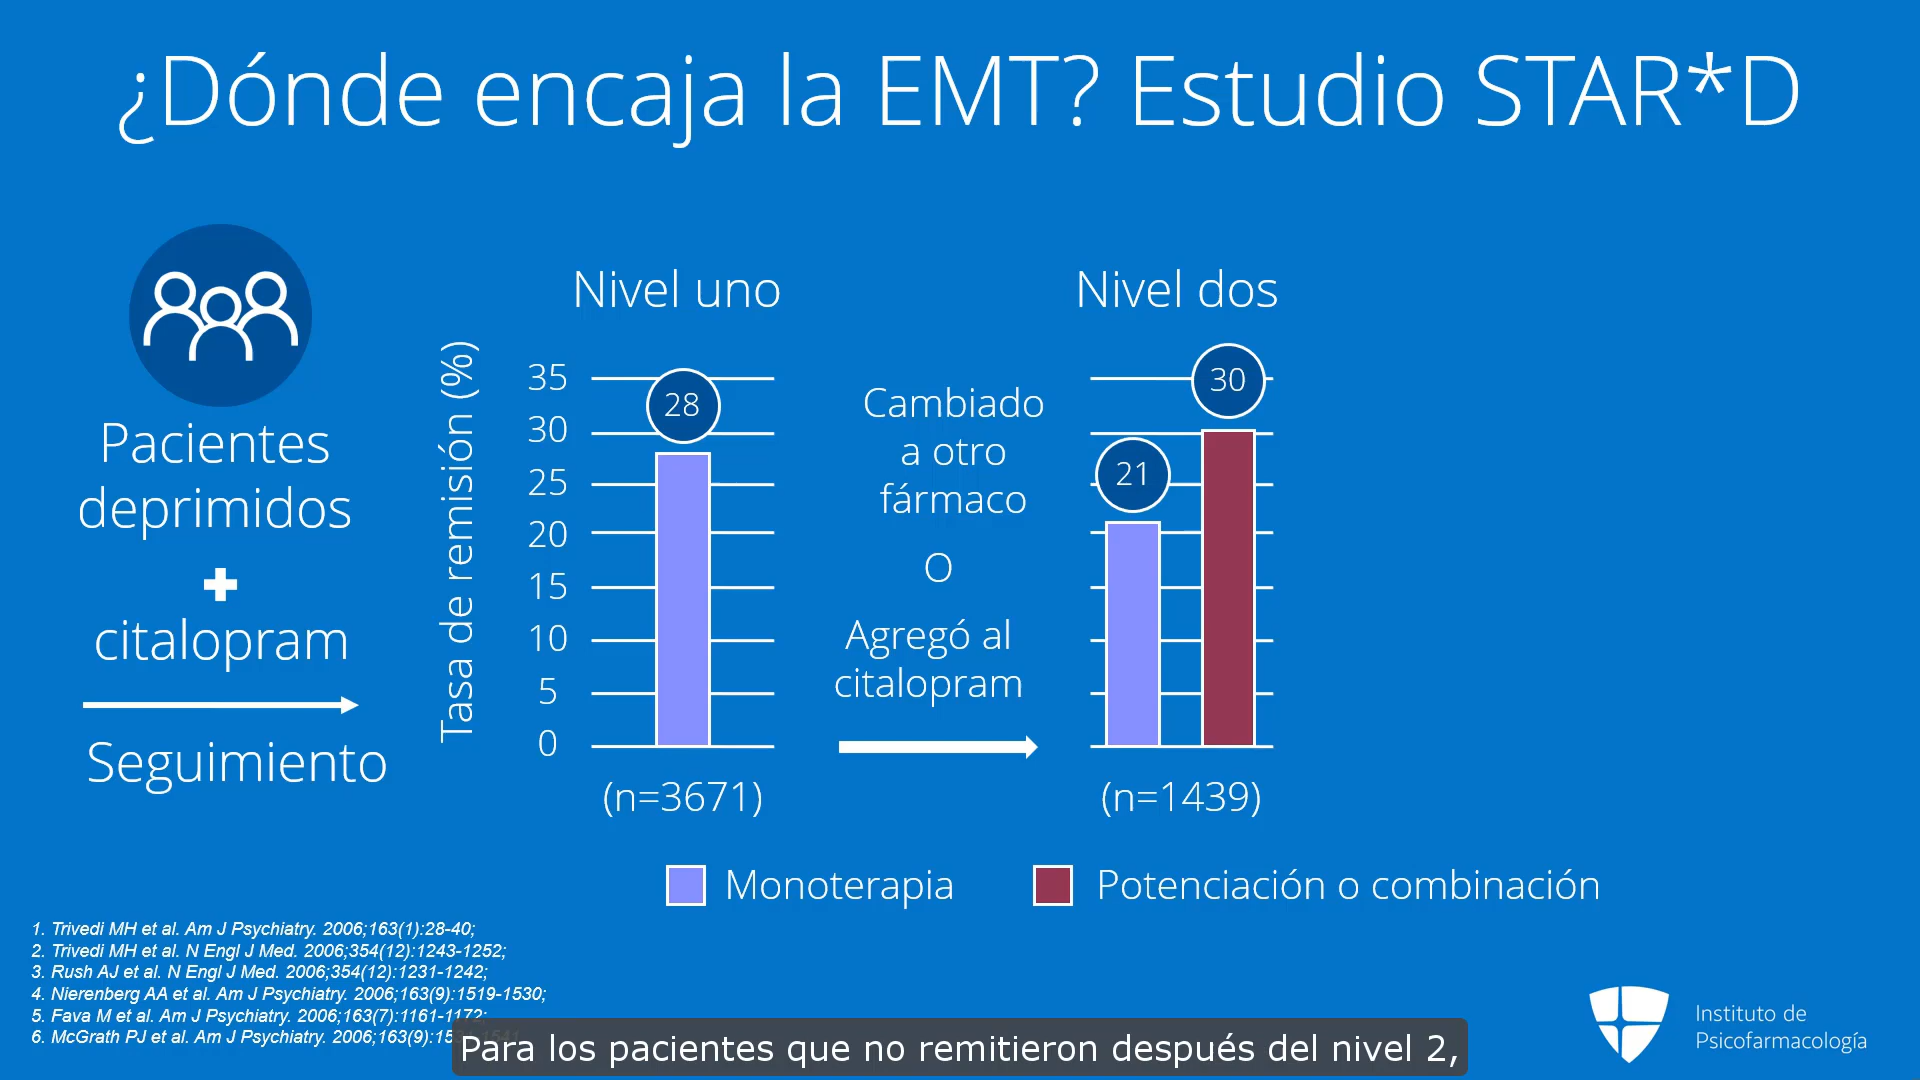 ¿Dónde encaja la EMT? Estudio STAR*D
Pacientes
deprimidos
+
citalopram
Seguimiento
Tasa de remisión (%)
Nivel uno
35
30
25
20
15
10
5
0
28
(n=3671)
Cambiado
a otro
fármaco
O
Agregó al
citalopram
Nivel dos
21
30
(n=1439)
Monoterapia
Potenciación o combinación
1. Trivedi MH et al. Am J Psychiatry. 2006;163(1):28-40;
2. Trivedi MH et al. N Engl J Med. 2006;354(12):1243-1252;
3. Rush AJ et al. N Engl J Med. 2006;354(12):1231-1242;
4. Nierenberg AA et al. Am J Psychiatry. 2006;163(9):1519-1530;
5. Fava M et al. Am J Psychiatry. 2006;163(7):1161-1172;
6. McGrath PJ et al. Am J Psychiatry. 2006;163(9):
Para los pacientes que no remitieron después del nivel 2,
Instituto de
Psicofarmacología